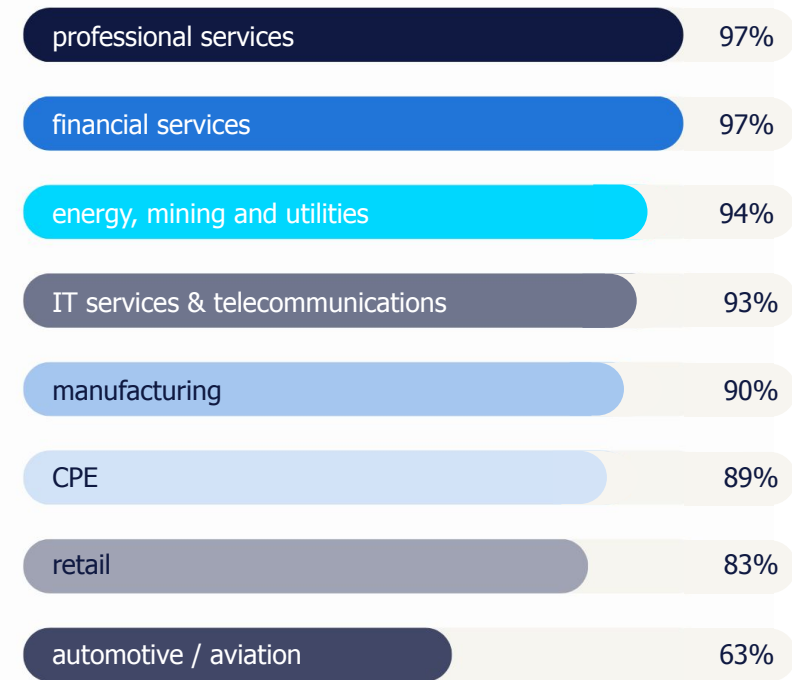 professional services 97%
financial services 97%
energy, mining and utilities 94%
IT services & telecommunications 93%
manufacturing 90%
CPE 89%
retail 83%
automotive / aviation 63%